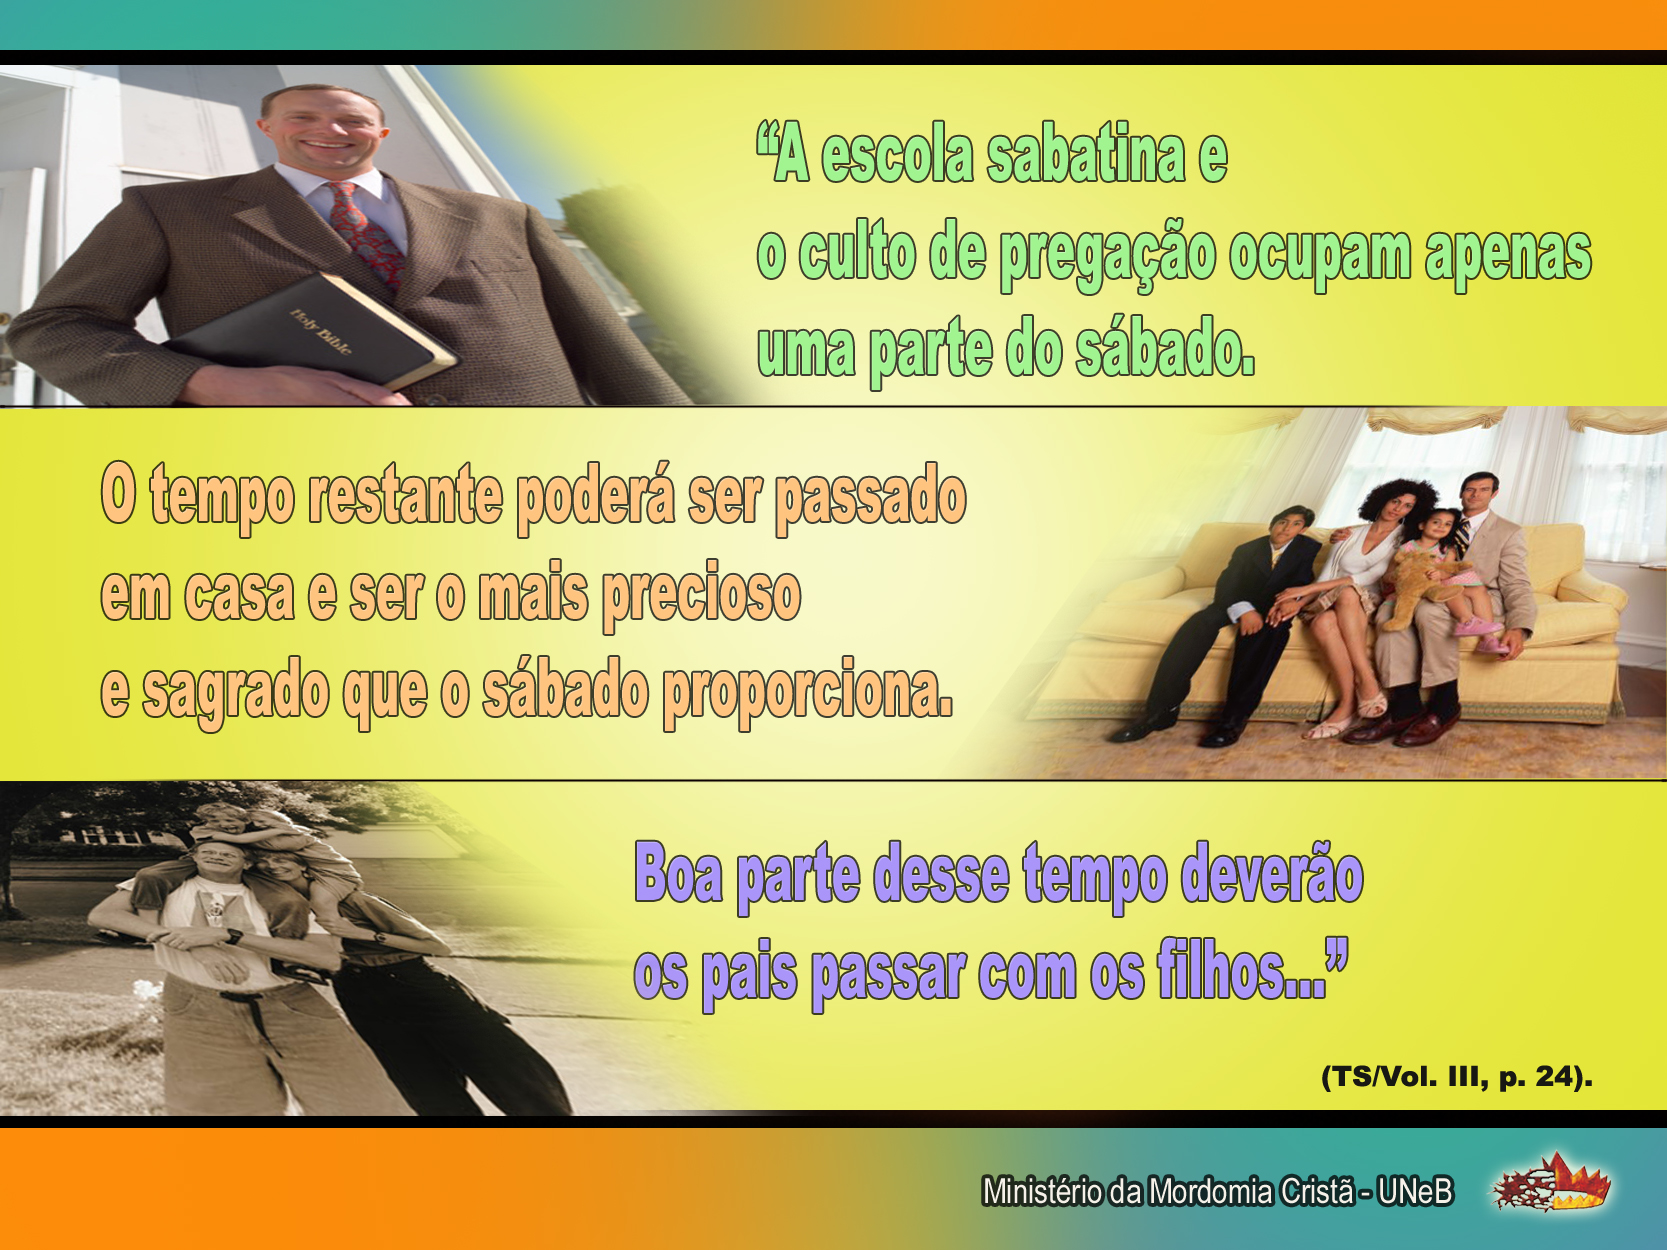 “A escola sabatina e
o culto de pregação ocupam apenas
uma parte do sábado.
Holy Bible
O tempo restante poderá ser passado
em casa e ser o mais precioso
e sagrado que o sábado proporciona.
Boa parte desse tempo deverão
os pais passar com os filhos...”
(TS/Vol. III, p. 24).
Ministério da Mordomia Cristã - UNeB